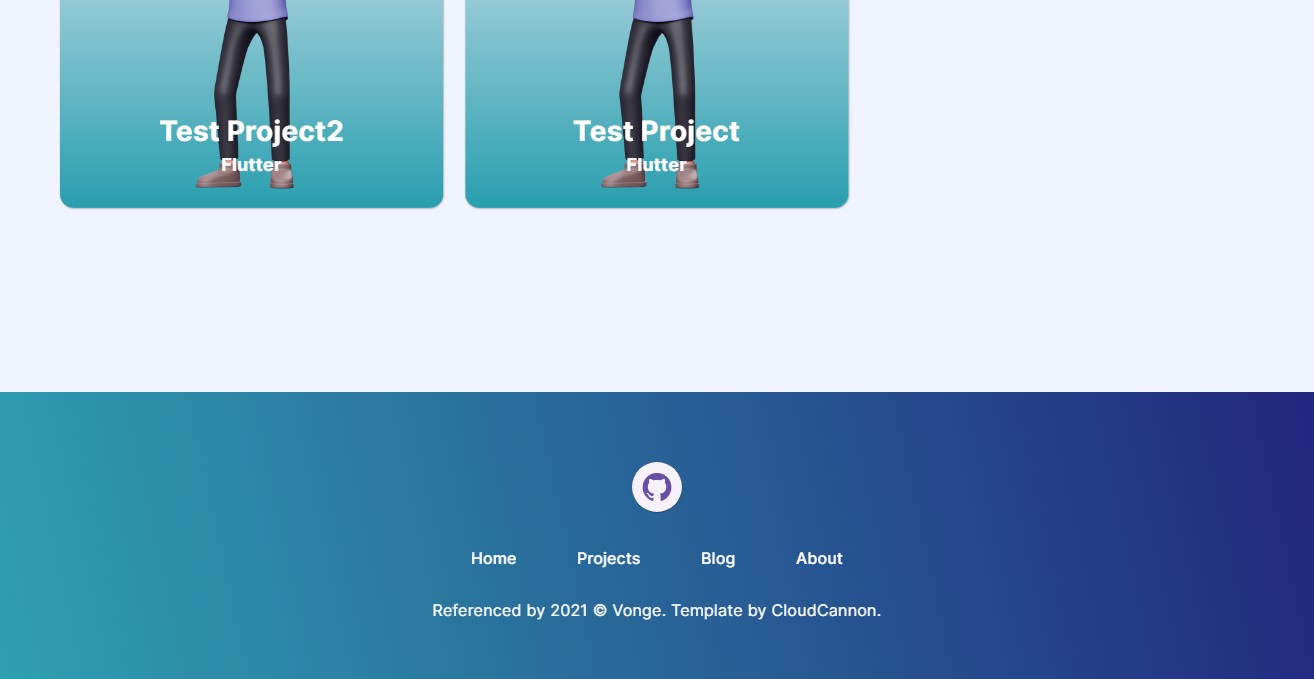 Test Project2
Flutter
Test Project
Flutter
Home Projects Blog About
Referenced by 2021 © Vonge. Template by CloudCannon.